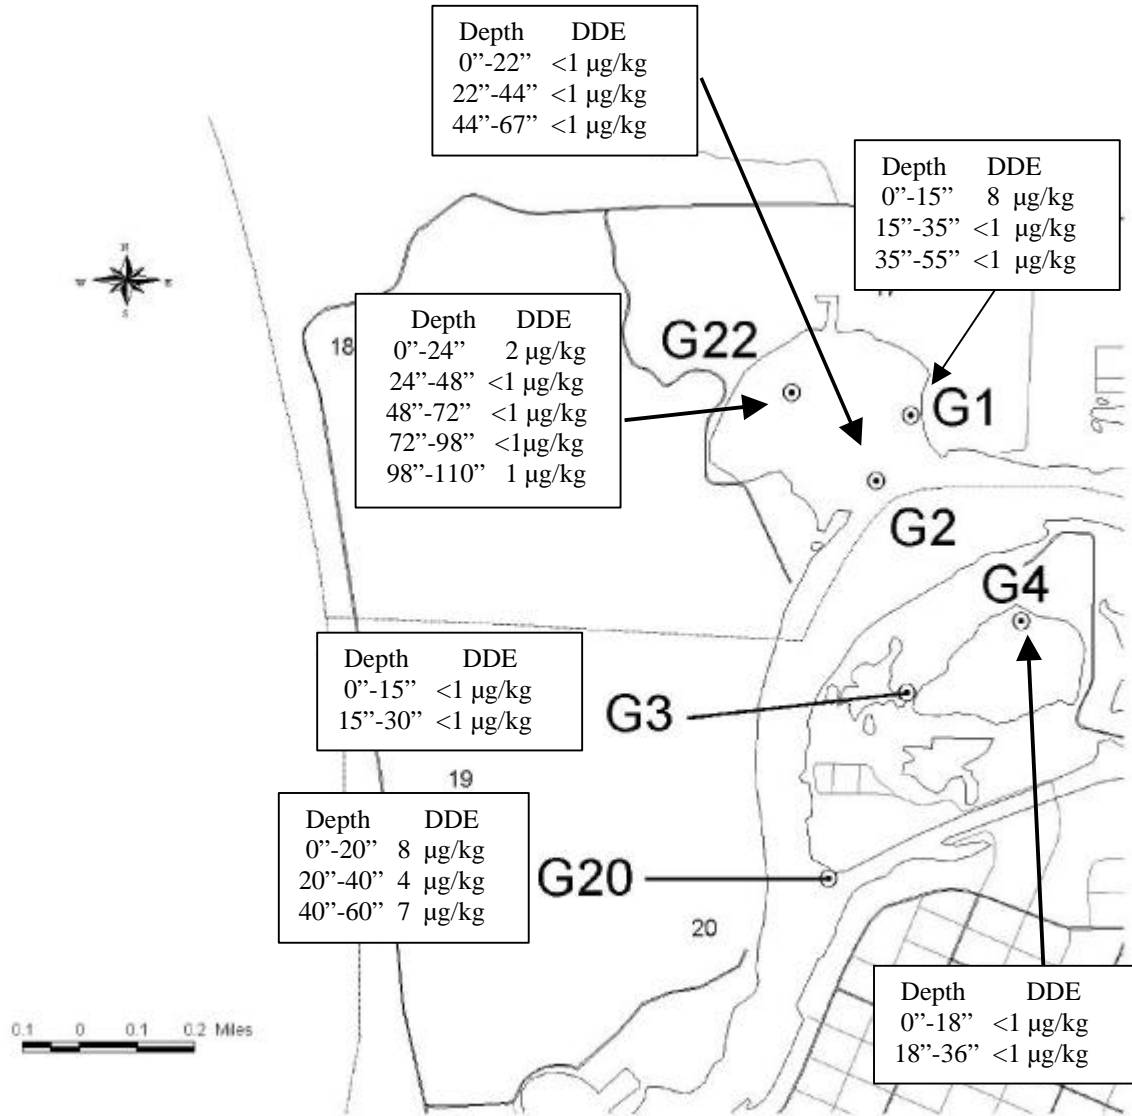 Depth DDE
0”-22” <1 µg/kg
22”-44” <1 µg/kg
44”-67” <1 µg/kg
Depth DDE
0”-15” 8 µg/kg
15”-35” <1 µg/kg
35”-55” <1 µg/kg
N
W E
S
18
Depth DDE
0”-24” 2 µg/kg
24”-48” <1 µg/kg
48”-72” <1 µg/kg
72”-98” <1µg/kg
98”-110” 1 µg/kg
G22
G1
G2
G4
Depth DDE
0”-15” <1 µg/kg
15”-30” <1 µg/kg
G3
19
Depth DDE
0”-20” 8 µg/kg
20”-40” 4 µg/kg
40”-60” 7 µg/kg
G20
20
Depth DDE
0”-18” <1 µg/kg
18”-36” <1 µg/kg
0.1 0 0.1 0.2 Miles